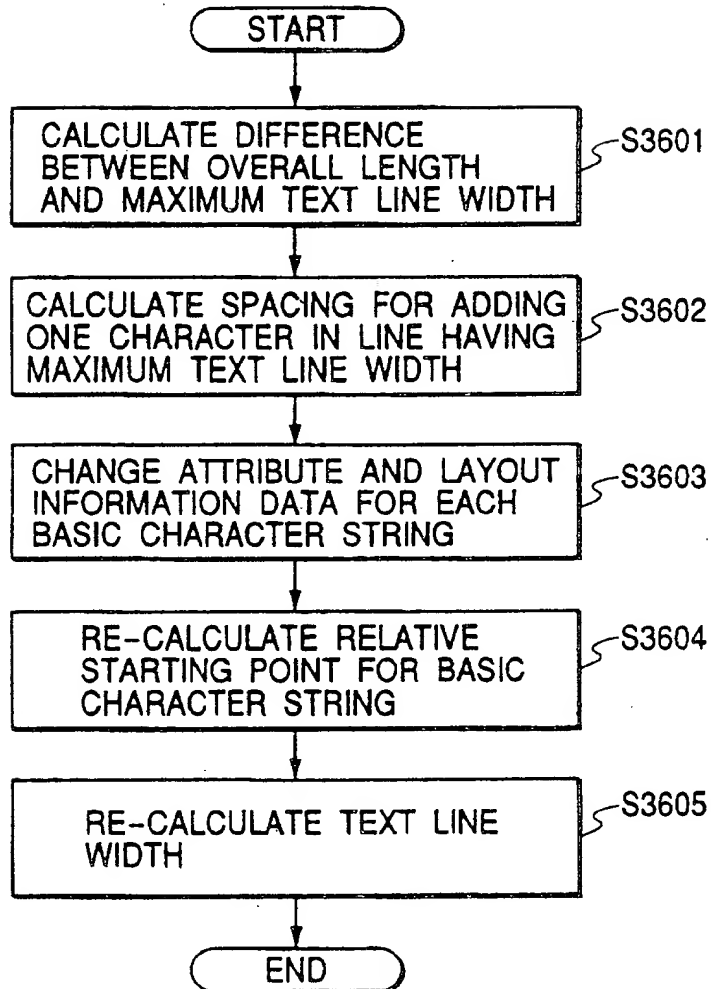 START
CALCULATE DIFFERENCE
BETWEEN OVERALL LENGTH
AND MAXIMUM TEXT LINE WIDTH
S3601
CALCULATE SPACING FOR ADDING
ONE CHARACTER IN LINE HAVING
MAXIMUM TEXT LINE WIDTH
S3602
CHANGE ATTRIBUTE AND LAYOUT
INFORMATION DATA FOR EACH
BASIC CHARACTER STRING
S3603
RE-CALCULATE RELATIVE
STARTING POINT FOR BASIC
CHARACTER STRING
S3604
RE-CALCULATE TEXT LINE
WIDTH
S3605
END